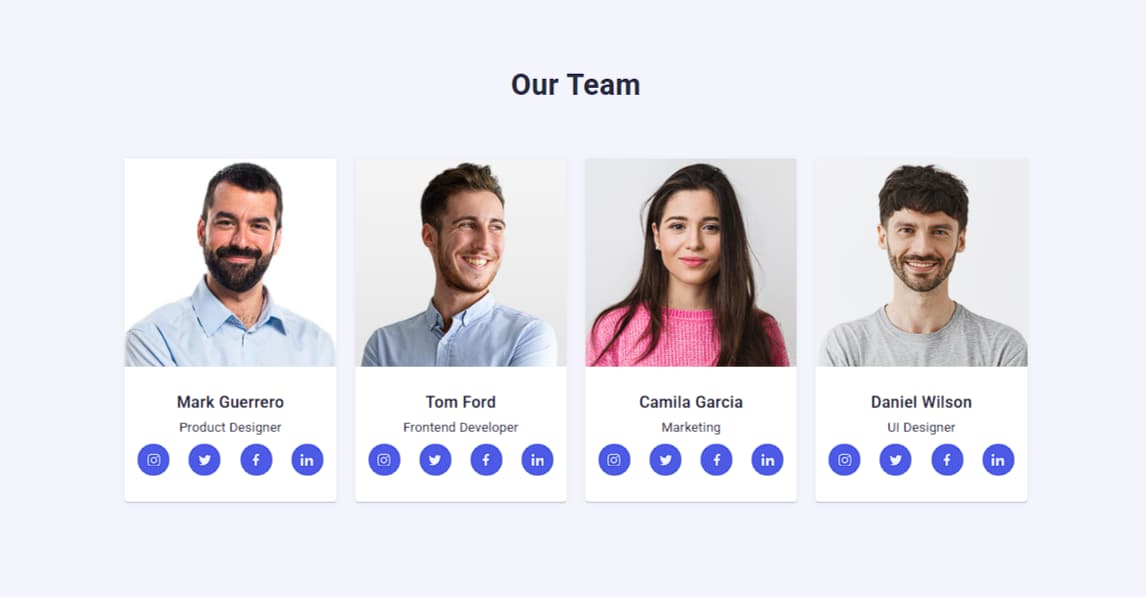 Our Team
Mark Guerrero
Product Designer
Tom Ford
Frontend Developer
Camila Garcia
Marketing
Daniel Wilson
UI Designer